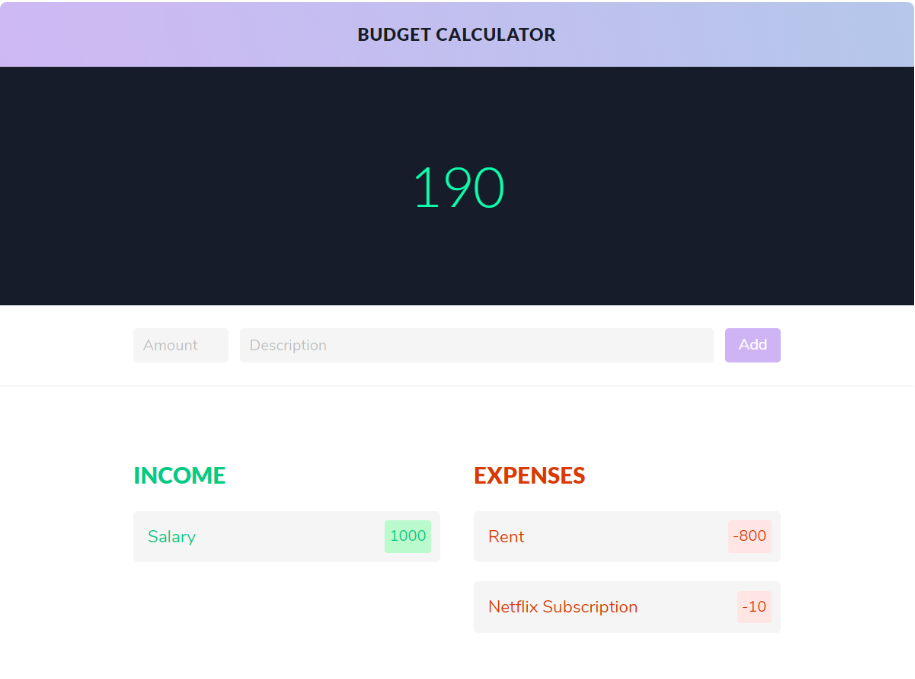 BUDGET CALCULATOR
190
Amount Description Add
INCOME
Salary 1000
EXPENSES
Rent -800
Netflix Subscription -10